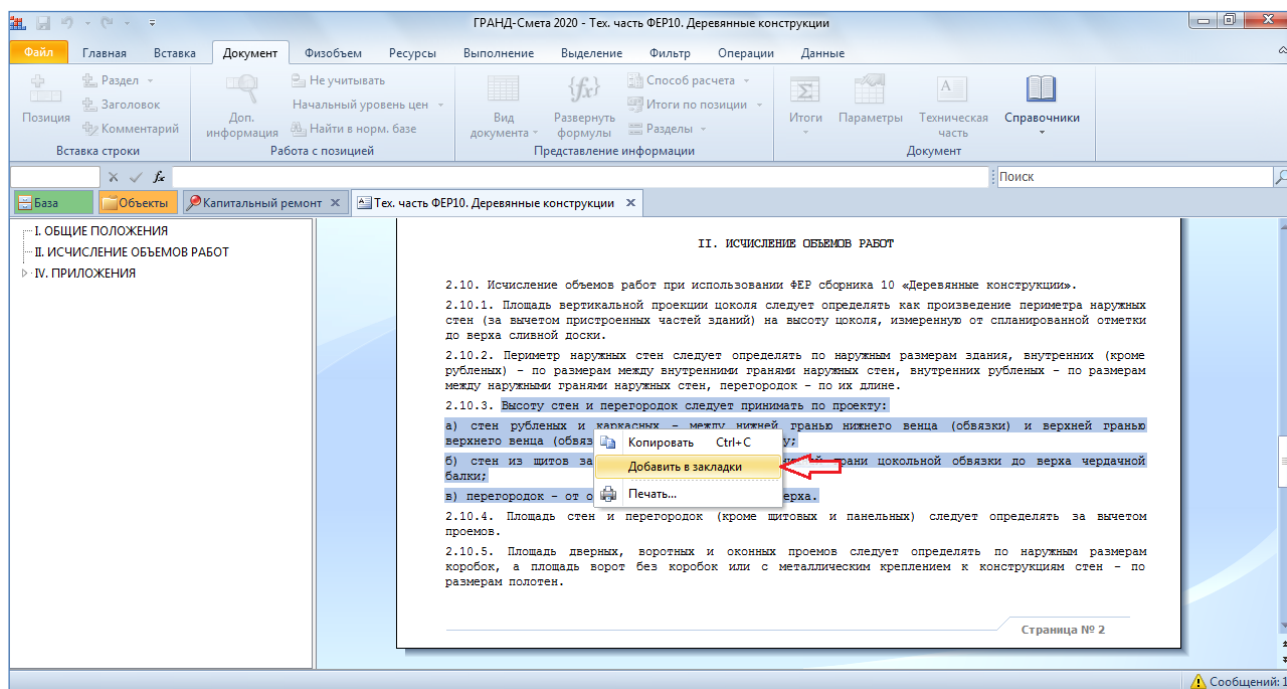 ГРАНД-Смета 2020 - Тех. часть ФЕР10. Деревянные конструкции
Файл Главная Вставка Документ Физобъем Ресурсы Выполнение Выделение Фильтр Операции Данные
Позиция
Раздел
Заголовок
Комментарий
Вставка строки
Доп. информация
Не учитывать
Начальный уровень цен
Найти в норм. базе
Работа с позицией
Вид документа
{fx} Развернуть формулы
Способ расчета
Итоги по позиции
Разделы
Представление информации
Σ Итоги
Параметры
A Техническая часть
Справочники
Документ
fx
Поиск
База Объекты Капитальный ремонт Тех. часть ФЕР10. Деревянные конструкции
I. ОБЩИЕ ПОЛОЖЕНИЯ
II. ИСЧИСЛЕНИЕ ОБЪЕМОВ РАБОТ
IV. ПРИЛОЖЕНИЯ
II. ИСЧИСЛЕНИЕ ОБЪЕМОВ РАБОТ
2.10. Исчисление объемов работ при использовании ФЕР сборника 10 «Деревянные конструкции».
2.10.1. Площадь вертикальной проекции цоколя следует определять как произведение периметра наружных
стен (за вычетом пристроенных частей зданий) на высоту цоколя, измеренную от спланированной отметки
до верха сливной доски.
2.10.2. Периметр наружных стен следует определять по наружным размерам здания, внутренних (кроме
рубленых) - по размерам между внутренними гранями наружных стен, внутренних рубленых - по размерам
между наружными гранями наружных стен, перегородок - по их длине.
2.10.3. Высоту стен и перегородок следует принимать по проекту:
а) стен рубленых и каркасных - между нижней гранью нижнего венца (обвязки) и верхней гранью
верхнего венца (обвяз у;
б) стен из щитов за грани цокольной обвязки до верха чердачной
балки;
в) перегородок - от о ерха.
Копировать Ctrl+C
Добавить в закладки
Печать...
2.10.4. Площадь стен и перегородок (кроме щитовых и панельных) следует определять за вычетом
проемов.
2.10.5. Площадь дверных, воротных и оконных проемов следует определять по наружным размерам
коробок, а площадь ворот без коробок или с металлическим креплением к конструкциям стен - по
размерам полотен.
Страница № 2
Сообщений: 1